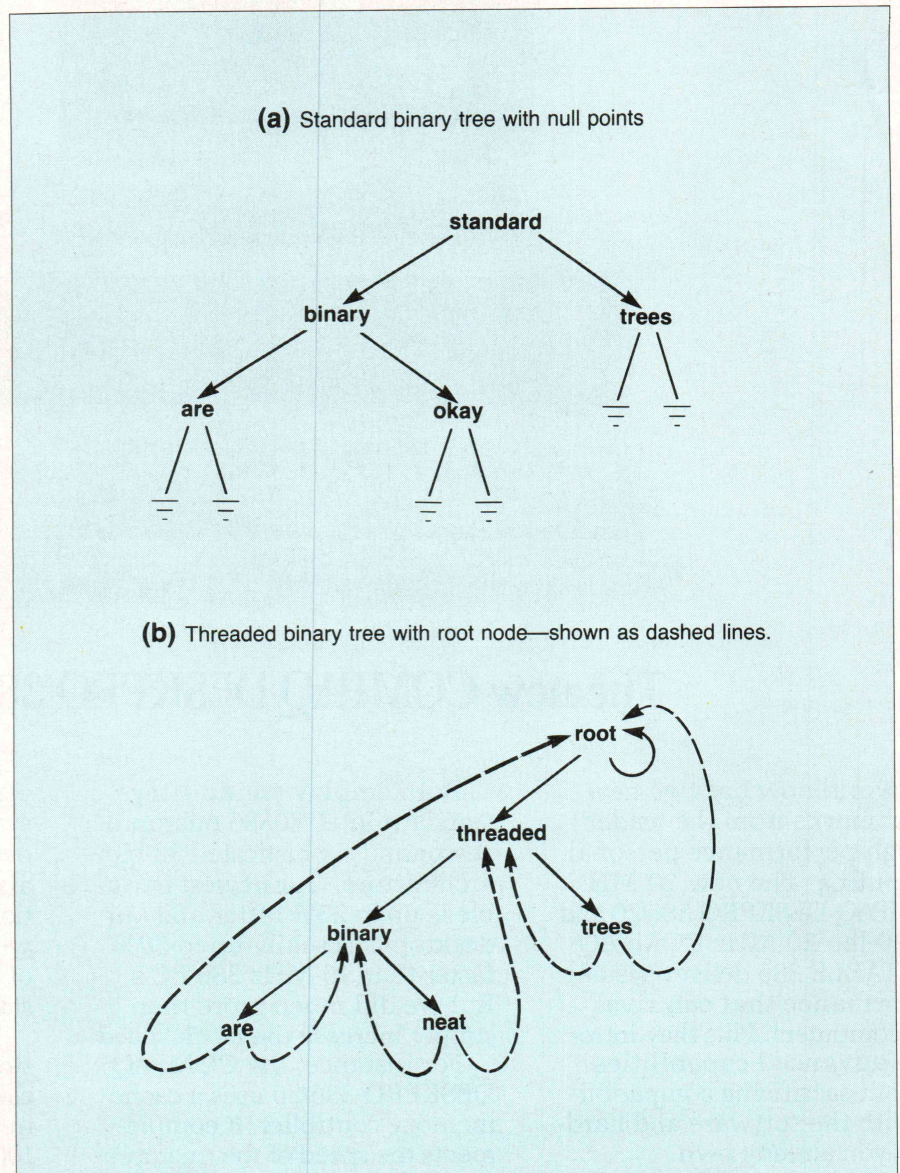 (a) Standard binary tree with null points
standard
binary
trees
are
okay
(b) Threaded binary tree with root node—shown as dashed lines.
root
threaded
binary
trees
are
neat